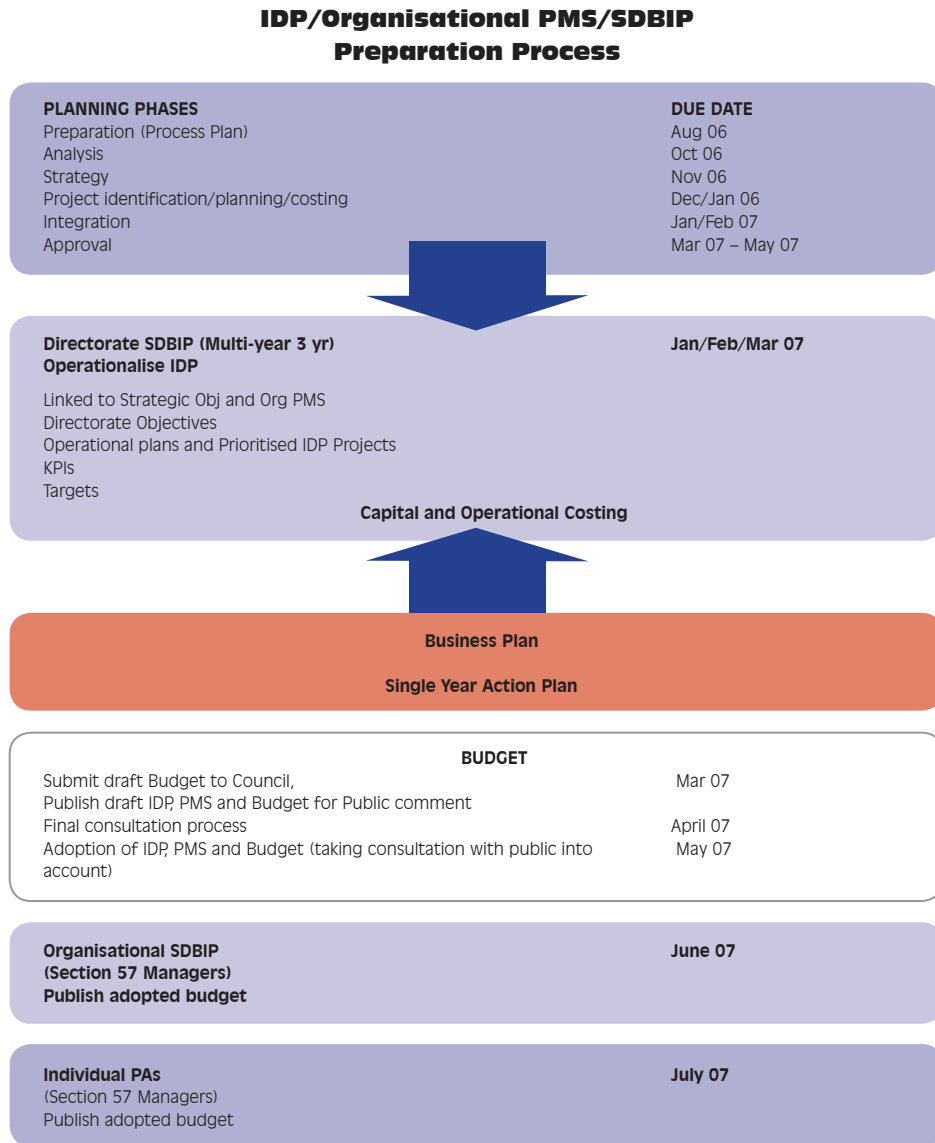 IDP/Organisational PMS/SDBIP
Preparation Process
PLANNING PHASES DUE DATE
Preparation (Process Plan) Aug 06
Analysis Oct 06
Strategy Nov 06
Project identification/planning/costing Dec/Jan 06
Integration Jan/Feb 07
Approval Mar 07 – May 07
Directorate SDBIP (Multi-year 3 yr) Jan/Feb/Mar 07
Operationalise IDP
Linked to Strategic Obj and Org PMS
Directorate Objectives
Operational plans and Prioritised IDP Projects
KPIs
Targets
Capital and Operational Costing
Business Plan
Single Year Action Plan
BUDGET
Submit draft Budget to Council, Mar 07
Publish draft IDP, PMS and Budget for Public comment
Final consultation process April 07
Adoption of IDP, PMS and Budget (taking consultation with public into May 07
account)
Organisational SDBIP June 07
(Section 57 Managers)
Publish adopted budget
Individual PAs July 07
(Section 57 Managers)
Publish adopted budget